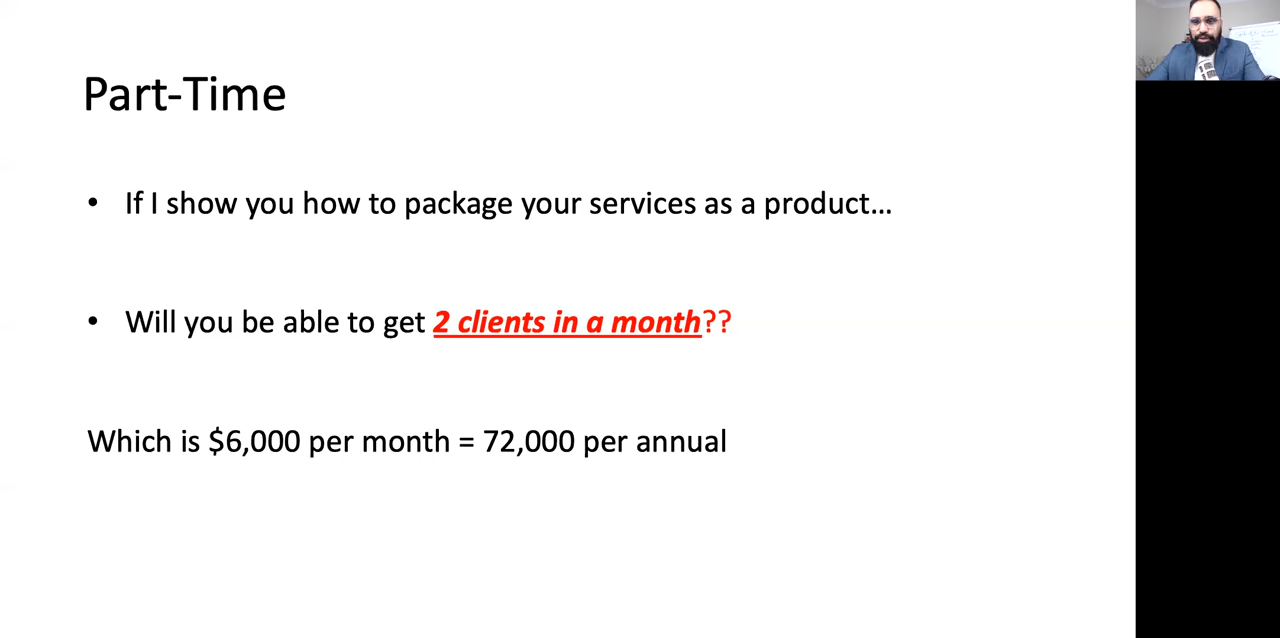 Part-Time
• If I show you how to package your services as a product…
• Will you be able to get 2 clients in a month??
Which is $6,000 per month = 72,000 per annual